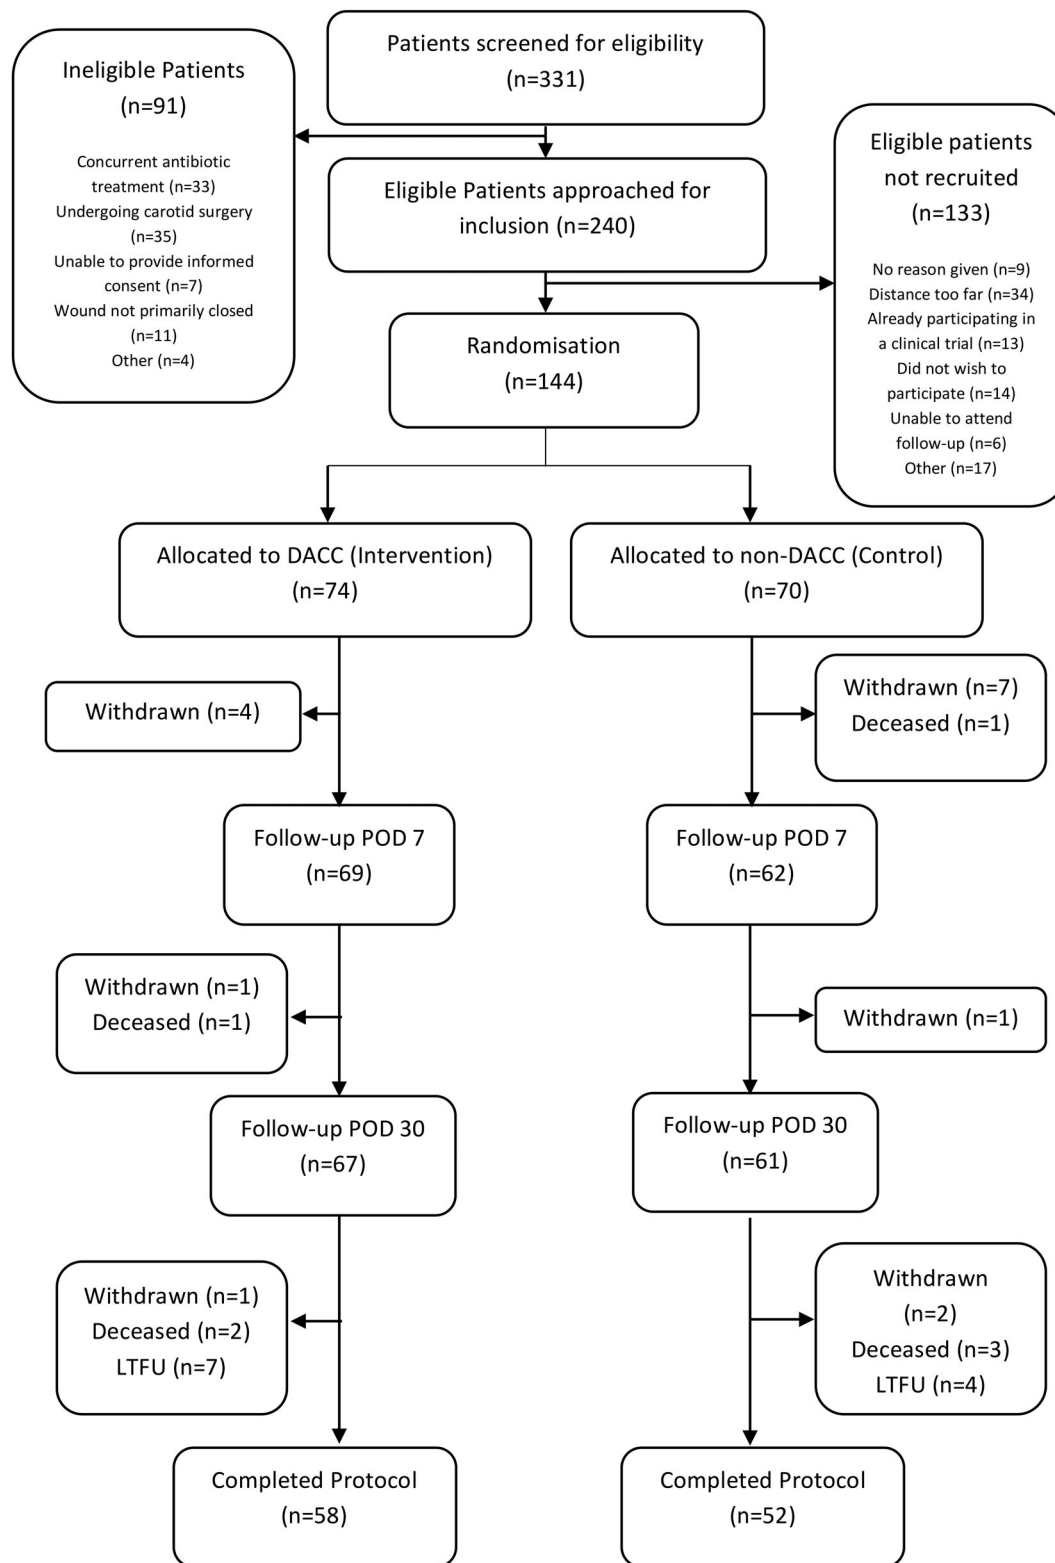 Patients screened for eligibility
(n=331)
Ineligible Patients
(n=91)
Concurrent antibiotic
treatment (n=33)
Undergoing carotid surgery
(n=35)
Unable to provide informed
consent (n=7)
Wound not primarily closed
(n=11)
Other (n=4)
Eligible Patients approached for
inclusion (n=240)
Eligible patients
not recruited
(n=133)
No reason given (n=9)
Distance too far (n=34)
Already participating in
a clinical trial (n=13)
Did not wish to
participate (n=14)
Unable to attend
follow-up (n=6)
Other (n=17)
Randomisation
(n=144)
Allocated to DACC (Intervention)
(n=74)
Allocated to non-DACC (Control)
(n=70)
Withdrawn (n=4)
Withdrawn (n=7)
Deceased (n=1)
Follow-up POD 7
(n=69)
Follow-up POD 7
(n=62)
Withdrawn (n=1)
Deceased (n=1)
Withdrawn (n=1)
Follow-up POD 30
(n=67)
Follow-up POD 30
(n=61)
Withdrawn (n=1)
Deceased (n=2)
LTFU (n=7)
Withdrawn
(n=2)
Deceased (n=3)
LTFU (n=4)
Completed Protocol
(n=58)
Completed Protocol
(n=52)